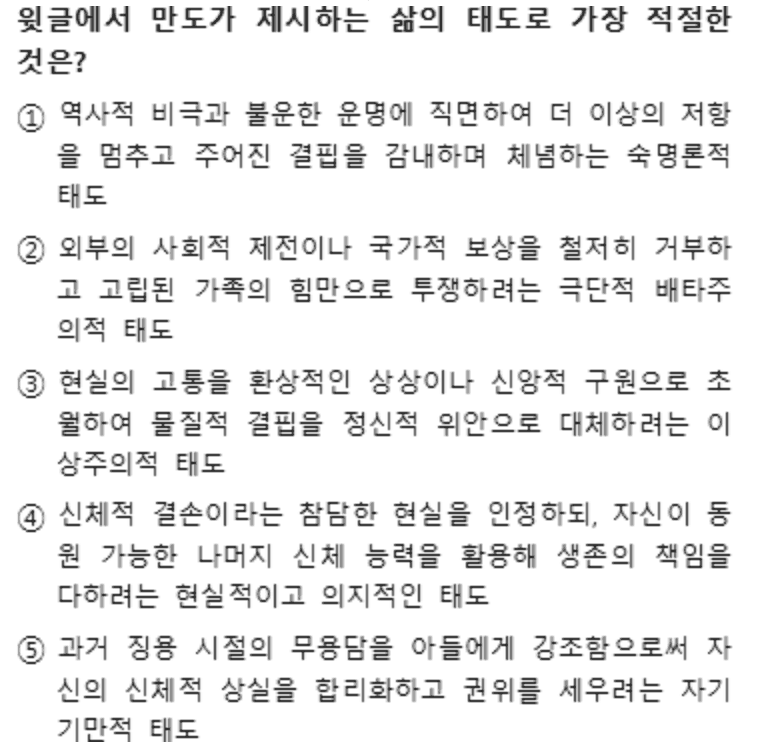 윗글에서 만도가 제시하는 삶의 태도로 가장 적절한
것은?
① 역사적 비극과 불운한 운명에 직면하여 더 이상의 저항
을 멈추고 주어진 결핍을 감내하며 체념하는 숙명론적
태도
② 외부의 사회적 제전이나 국가적 보상을 철저히 거부하
고 고립된 가족의 힘만으로 투쟁하려는 극단적 배타주
의적 태도
③ 현실의 고통을 환상적인 상상이나 신앙적 구원으로 초
월하여 물질적 결핍을 정신적 위안으로 대체하려는 이
상주의적 태도
④ 신체적 결손이라는 참담한 현실을 인정하되, 자신이 동
원 가능한 나머지 신체 능력을 활용해 생존의 책임을
다하려는 현실적이고 의지적인 태도
⑤ 과거 징용 시절의 무용담을 아들에게 강조함으로써 자
신의 신체적 상실을 합리화하고 권위를 세우려는 자기
기만적 태도